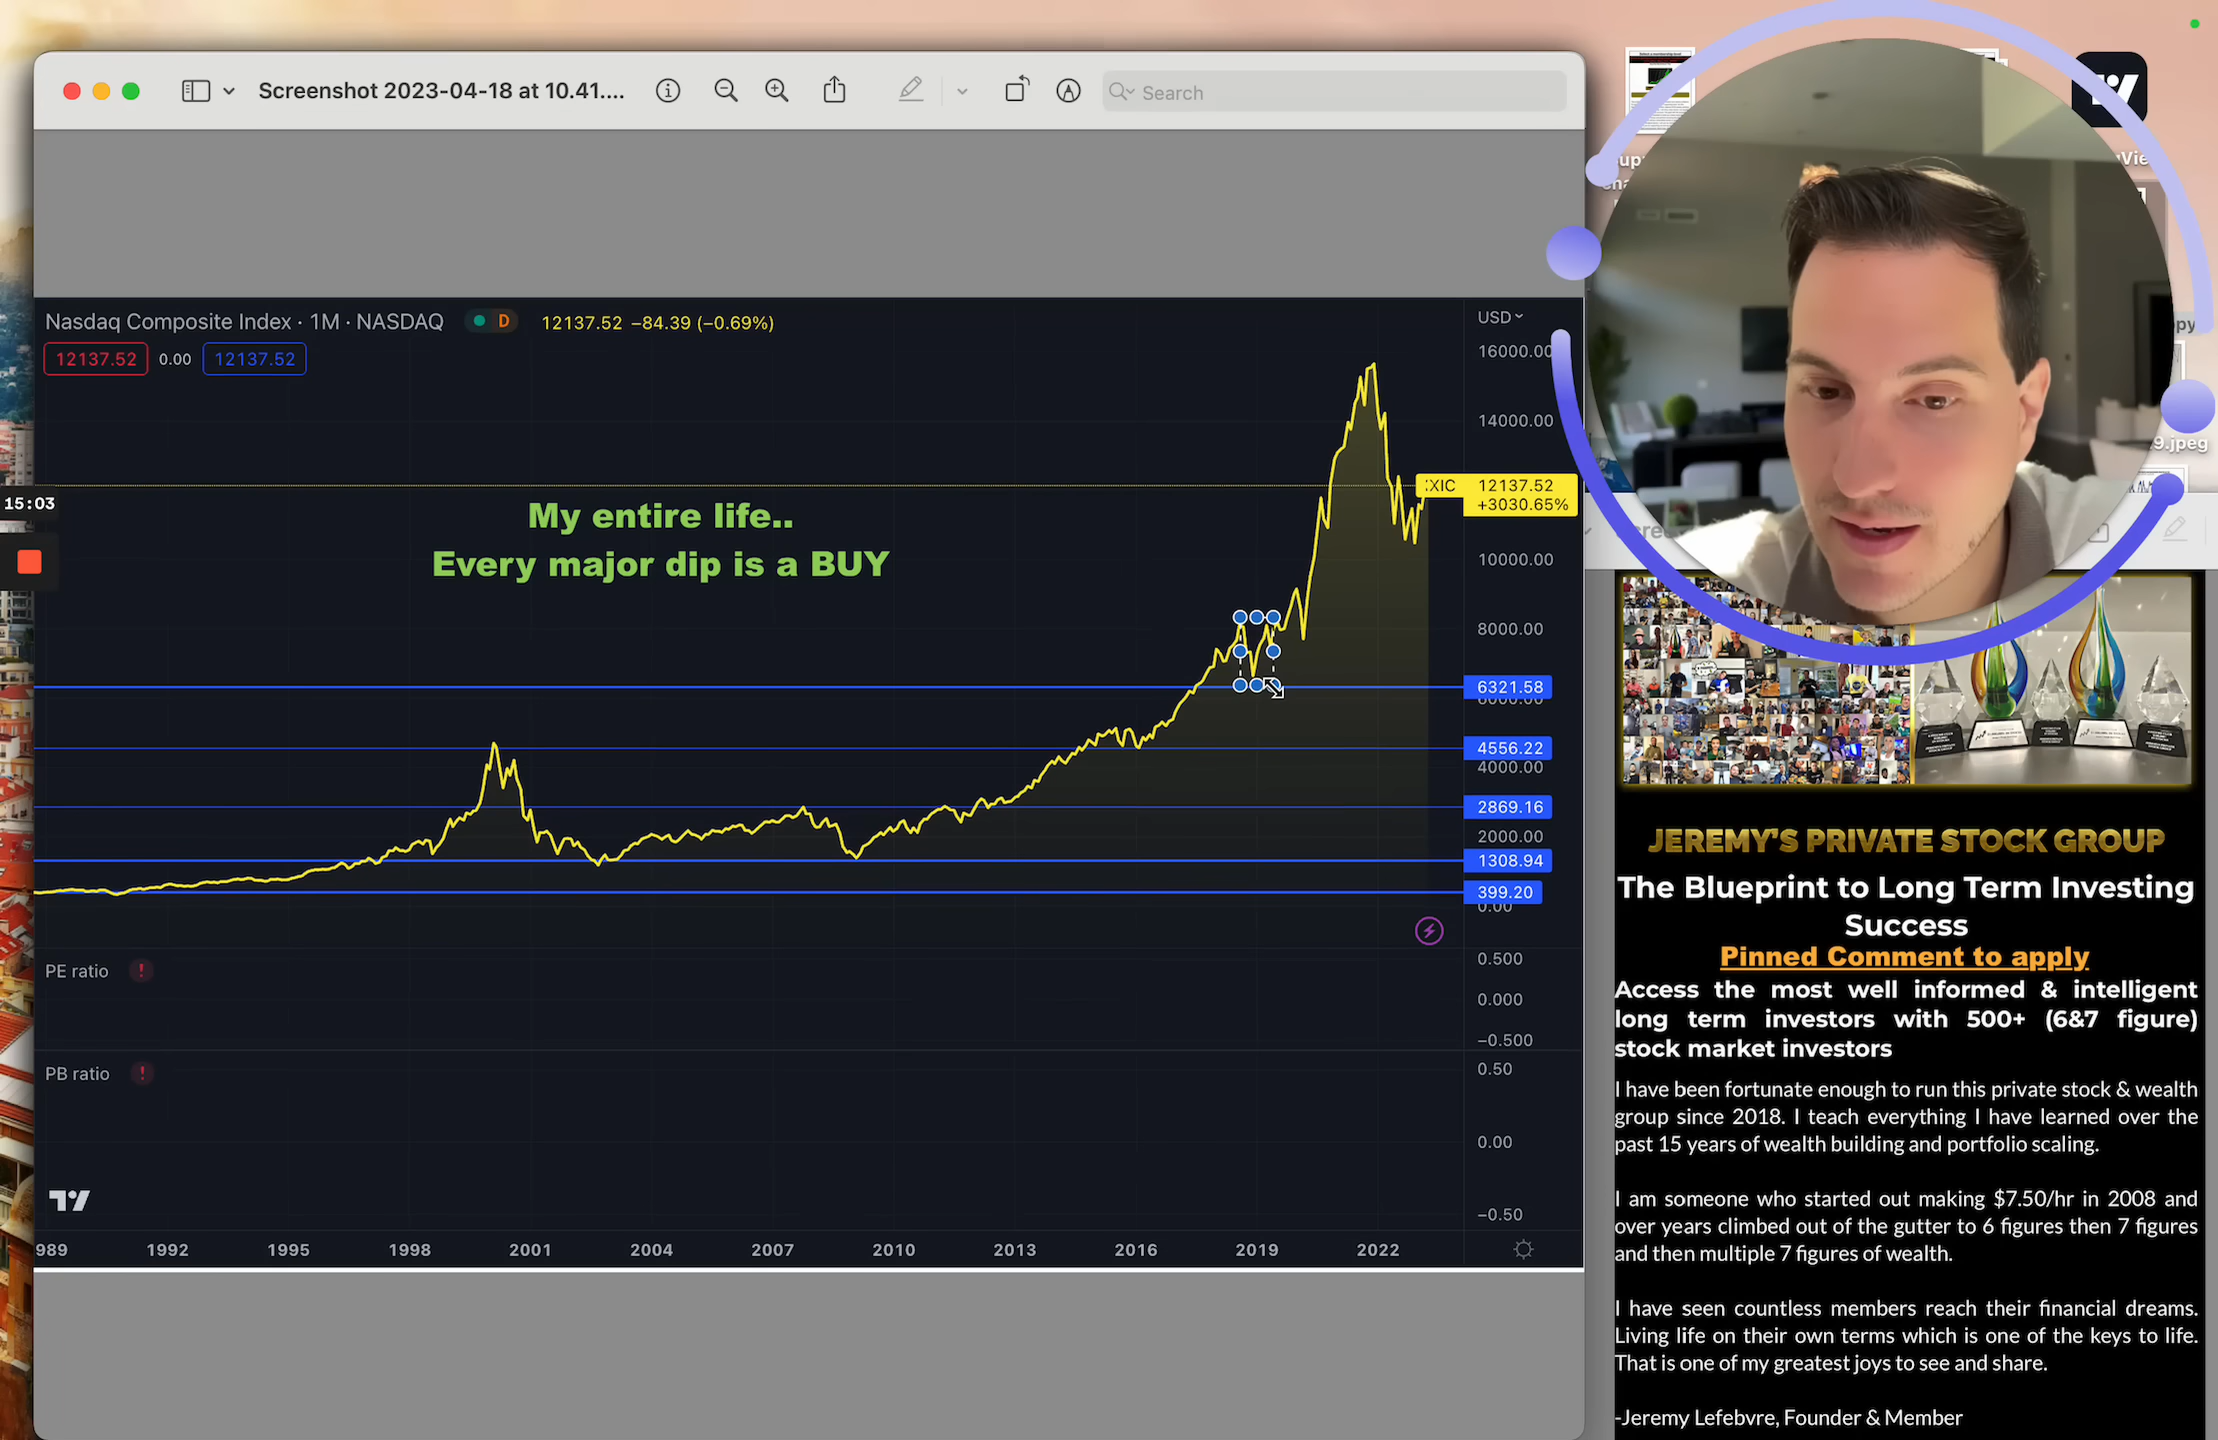 Screenshot 2023-04-18 at 10.41....
Search
Nasdaq Composite Index · 1M · NASDAQ
D
12137.52 −84.39 (−0.69%)
12137.52
0.00
12137.52
USD
16000.00
14000.00
:XIC
12137.52
+3030.65%
10000.00
8000.00
6321.58
6000.00
4556.22
4000.00
2869.16
2000.00
1308.94
399.20
0.00
15:03
My entire life..
Every major dip is a BUY
PE ratio
!
0.500
0.000
−0.500
PB ratio
!
0.50
0.00
−0.50
989
1992
1995
1998
2001
2004
2007
2010
2013
2016
2019
2022
9.jpeg
JEREMY'S PRIVATE STOCK GROUP
The Blueprint to Long Term Investing
Success
Pinned Comment to apply
Access the most well informed & intelligent
long term investors with 500+ (6&7 figure)
stock market investors
I have been fortunate enough to run this private stock & wealth
group since 2018. I teach everything I have learned over the
past 15 years of wealth building and portfolio scaling.
I am someone who started out making $7.50/hr in 2008 and
over years climbed out of the gutter to 6 figures then 7 figures
and then multiple 7 figures of wealth.
I have seen countless members reach their financial dreams.
Living life on their own terms which is one of the keys to life.
That is one of my greatest joys to see and share.
-Jeremy Lefebvre, Founder & Member